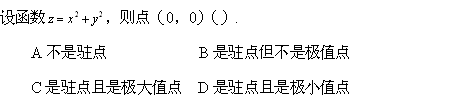 设函数z=x²+y²，则点（0，0）（）.
A 不是驻点 B 是驻点但不是极值点
C 是驻点且是极大值点 D 是驻点且是极小值点